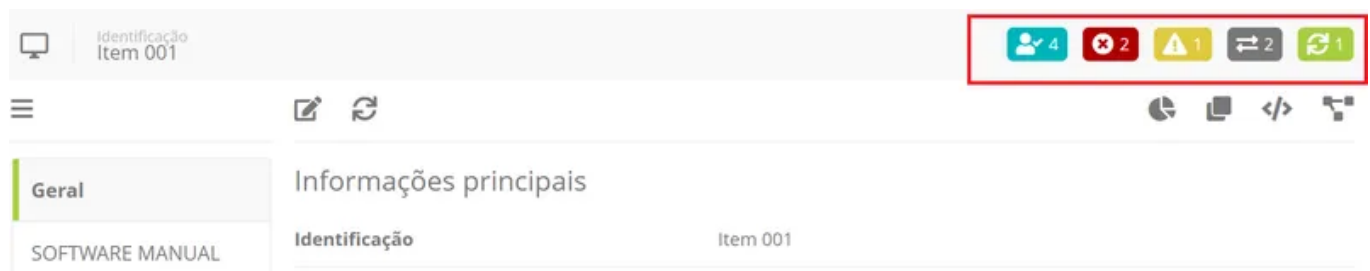 Identificação
Item 001
4
2
1
2
1
Informações principais
Geral
Identificação
Item 001
SOFTWARE MANUAL